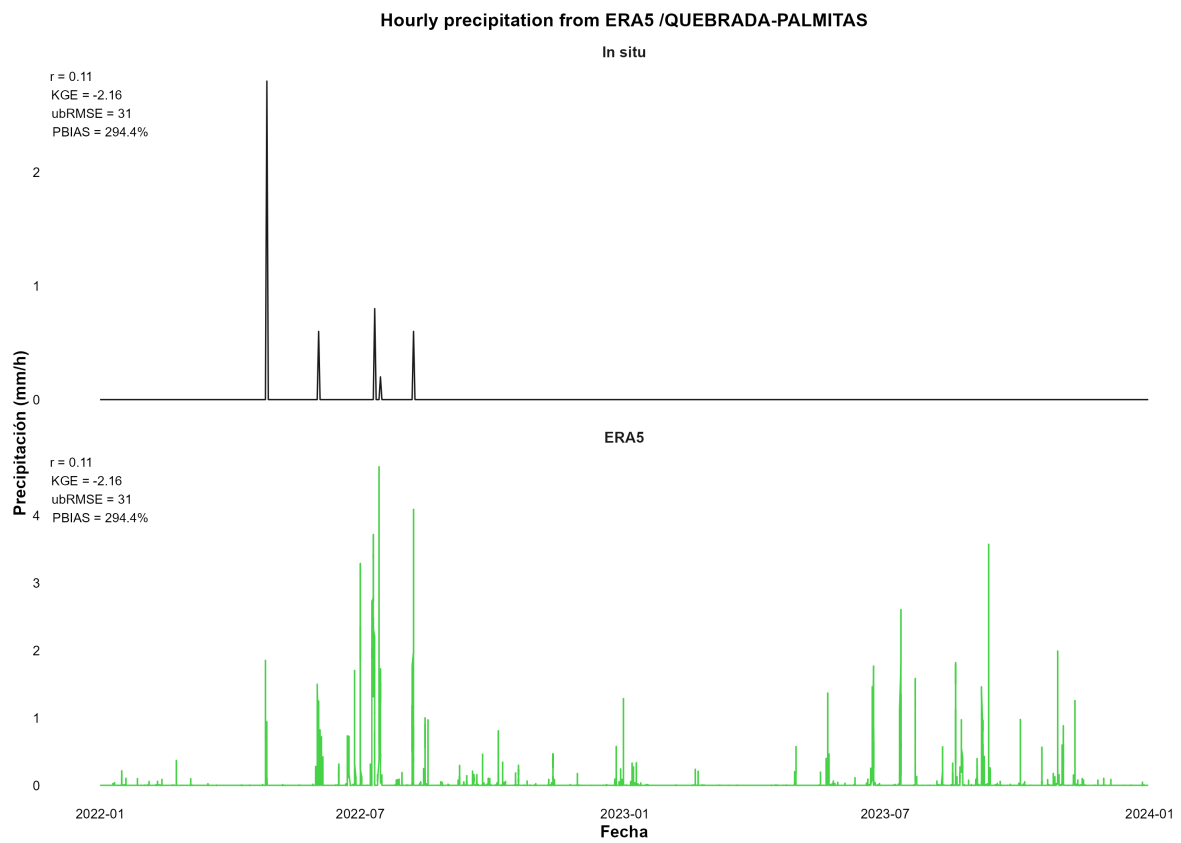 Hourly precipitation from ERA5 /QUEBRADA-PALMITAS
In situ
r = 0.11
KGE = -2.16
ubRMSE = 31
PBIAS = 294.4%
2
1
0
Precipitación (mm/h)
ERA5
r = 0.11
KGE = -2.16
ubRMSE = 31
PBIAS = 294.4%
4
3
2
1
0
2022-01 2022-07 2023-01 2023-07 2024-01
Fecha